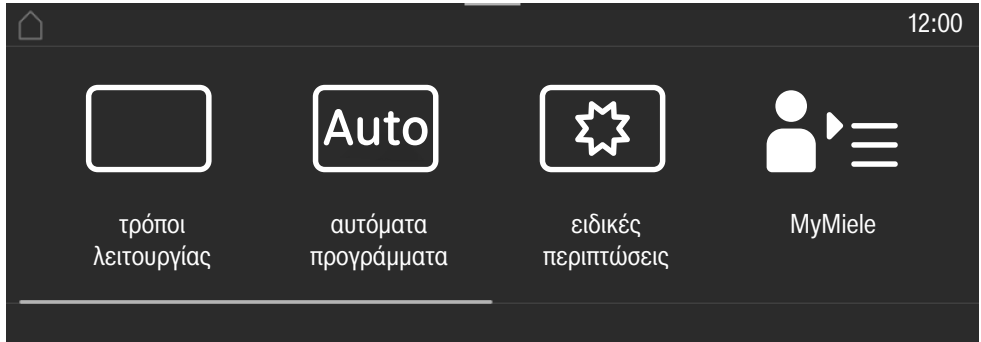 12:00
Auto
τρόποι
λειτουργίας
αυτόματα
προγράμματα
ειδικές
περιπτώσεις
MyMiele